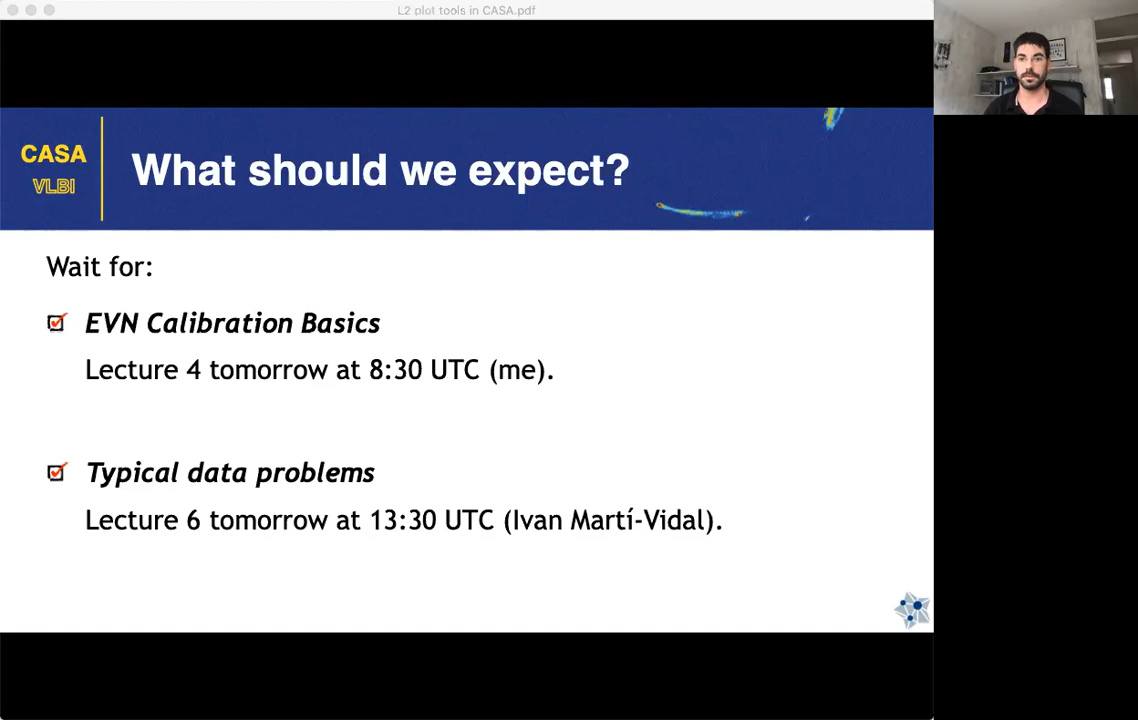 L2 plot tools in CASA.pdf
CASA
VLBI
What should we expect?
Wait for:
EVN Calibration Basics
Lecture 4 tomorrow at 8:30 UTC (me).
Typical data problems
Lecture 6 tomorrow at 13:30 UTC (Ivan Martí-Vidal).